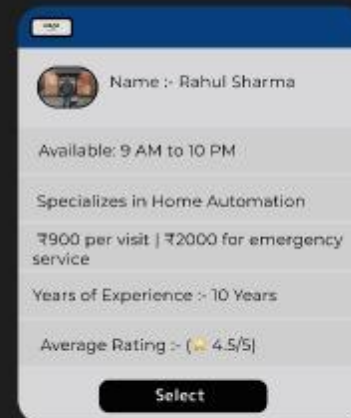 Name :- Rahul Sharma
Available: 9 AM to 10 PM
Specializes in Home Automation
₹900 per visit | ₹2000 for emergency
service
Years of Experience :- 10 Years
Average Rating :- (⭐ 4.5/5)
Select